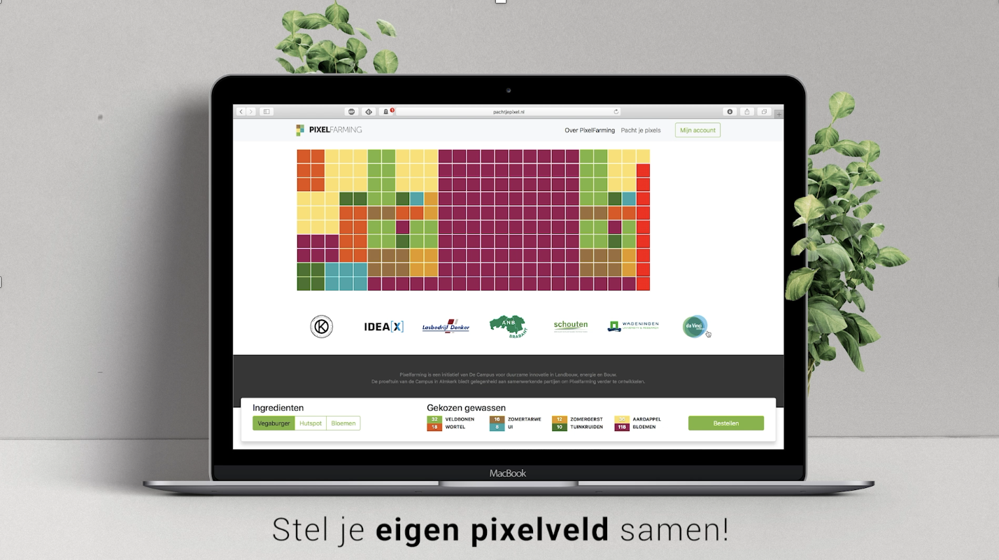 pachtjepixel.nl
PIXELFARMING
Over PixelFarming
Pacht je pixels
Mijn account
K
IDEA[X]
Lasbedrijf Donker
ANB
BRABANT
schouten
WAGENINGEN
da Vinci
Pixelfarming is een initiatief van De Campus voor duurzame innovatie in Landbouw, energie en Bouw.
De proeftuin van de Campus in Almkerk biedt gelegenheid aan samenwerkende partijen om Pixelfarming verder te ontwikkelen.
Ingredienten
Vegaburger Hutspot Bloemen
Gekozen gewassen
32 VELDBONEN 16 ZOMERTARWE 12 ZOMERGERST 36 AARDAPPEL
18 WORTEL 8 UI 10 TUINKRUIDEN 118 BLOEMEN
Bestellen
MacBook
Stel je eigen pixelveld samen!